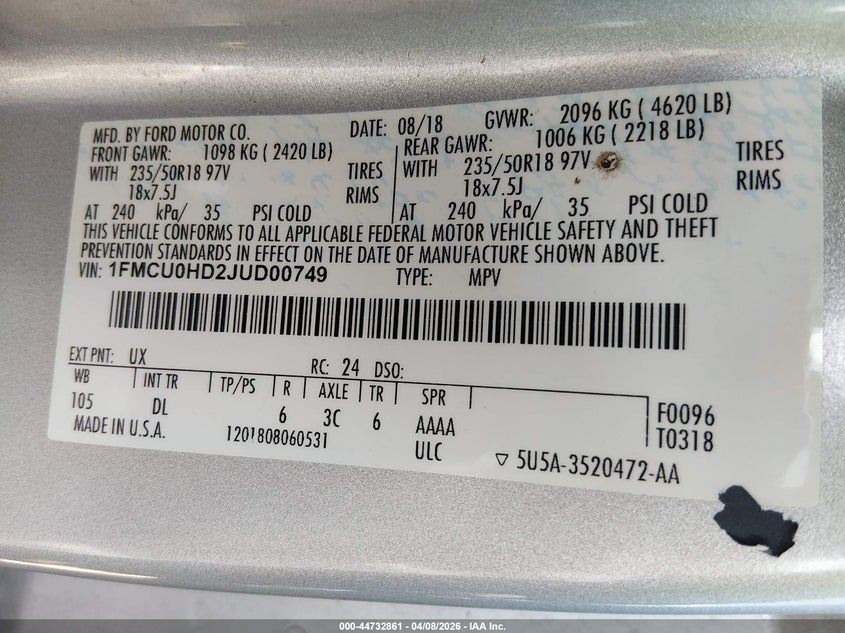 MFD. BY FORD MOTOR CO. DATE: 08/18 GVWR: 2096 KG ( 4620 LB)
FRONT GAWR: 1098 KG ( 2420 LB) REAR GAWR: 1006 KG ( 2218 LB)
WITH 235/50R18 97V TIRES WITH 235/50R18 97V TIRES
18x7.5J RIMS 18x7.5J RIMS
AT 240 kPa/ 35 PSI COLD AT 240 kPa/ 35 PSI COLD
THIS VEHICLE CONFORMS TO ALL APPLICABLE FEDERAL MOTOR VEHICLE SAFETY AND THEFT
PREVENTION STANDARDS IN EFFECT ON THE DATE OF MANUFACTURE SHOWN ABOVE.
VIN: 1FMCU0HD2JUD00749 TYPE: MPV
EXT PNT: UX RC: 24 DSO:
WB INT TR TP/PS R AXLE TR SPR
105 DL 6 3C 6 AAAA F0096
MADE IN U.S.A. 1201808060531 ULC T0318
▽ 5U5A-3520472-AA
000-44732861 | 04/08/2026 - IAA Inc.